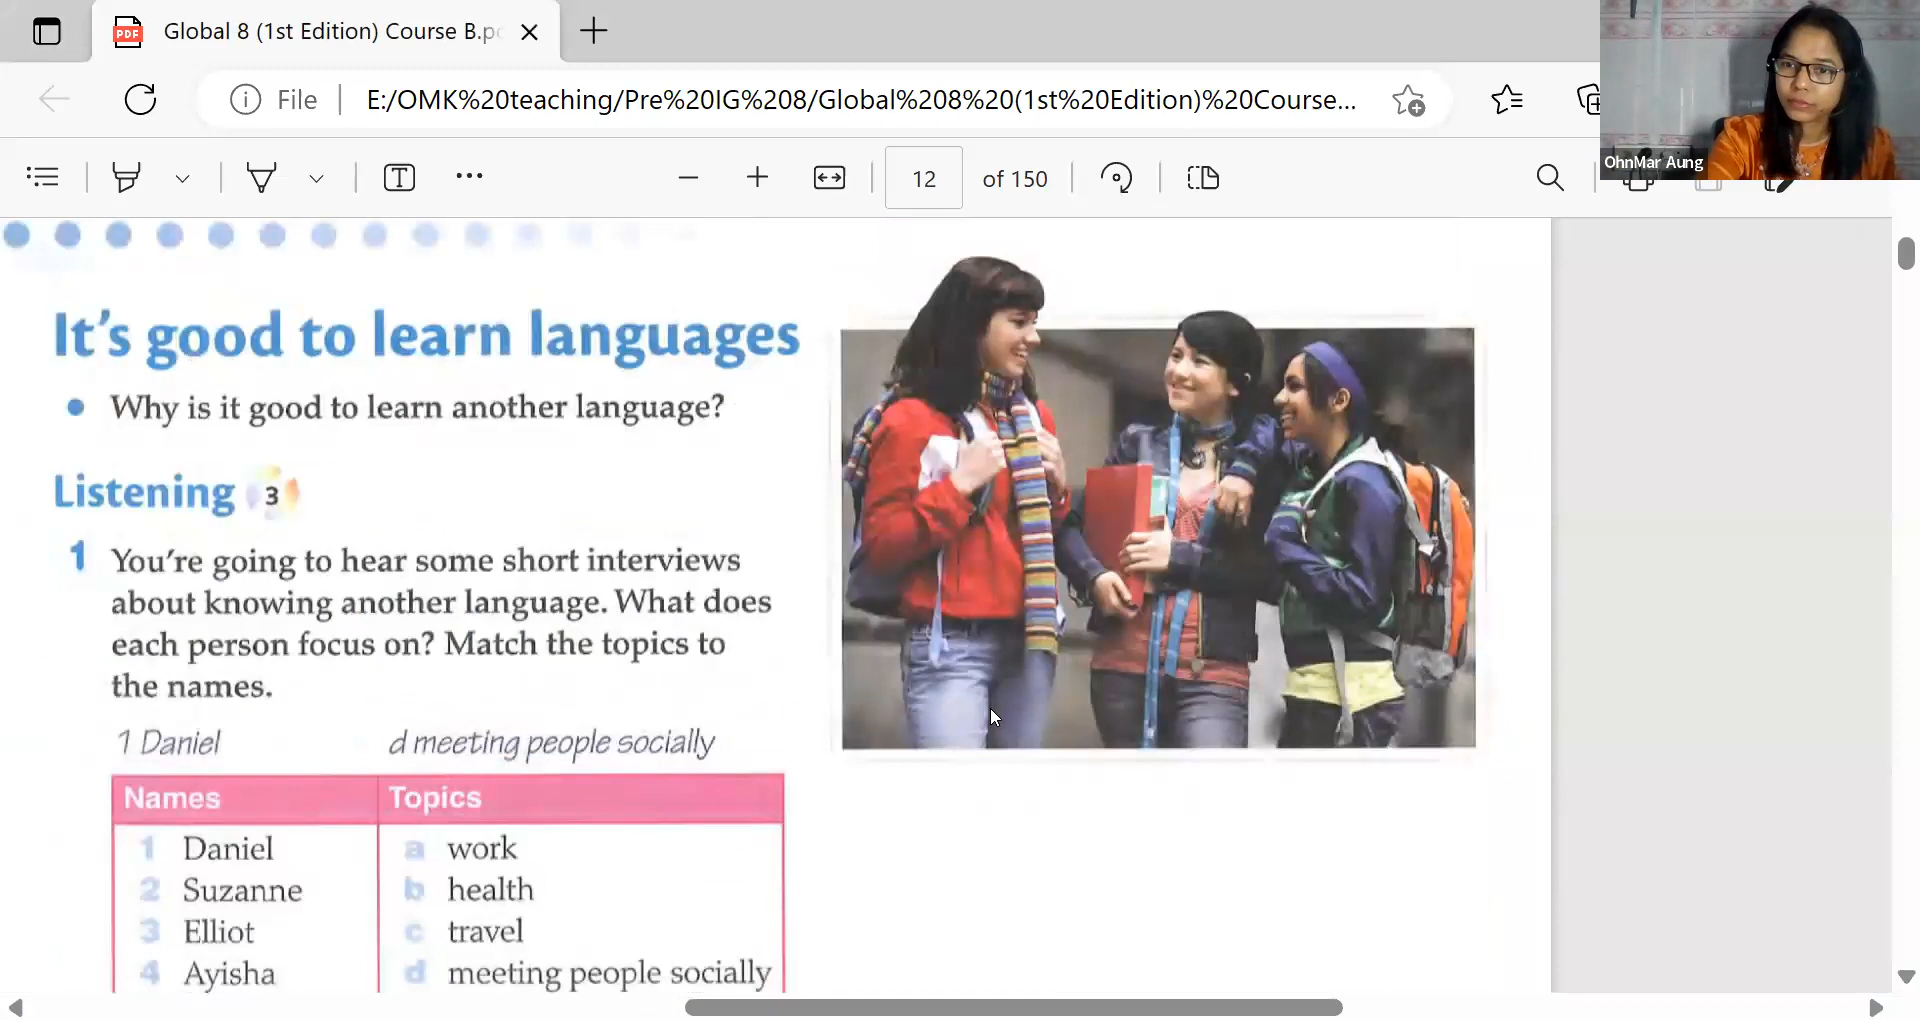 Global 8 (1st Edition) Course B.p
PDF
File
E:/OMK%20teaching/Pre%20IG%208/Global%208%20(1st%20Edition)%20Course...
OhnMar Aung
12 of 150
It's good to learn languages
• Why is it good to learn another language?
Listening 3
1 You're going to hear some short interviews
about knowing another language. What does
each person focus on? Match the topics to
the names.
1 Daniel d meeting people socially
Names Topics
1 Daniel a work
2 Suzanne b health
3 Elliot c travel
4 Ayisha d meeting people socially